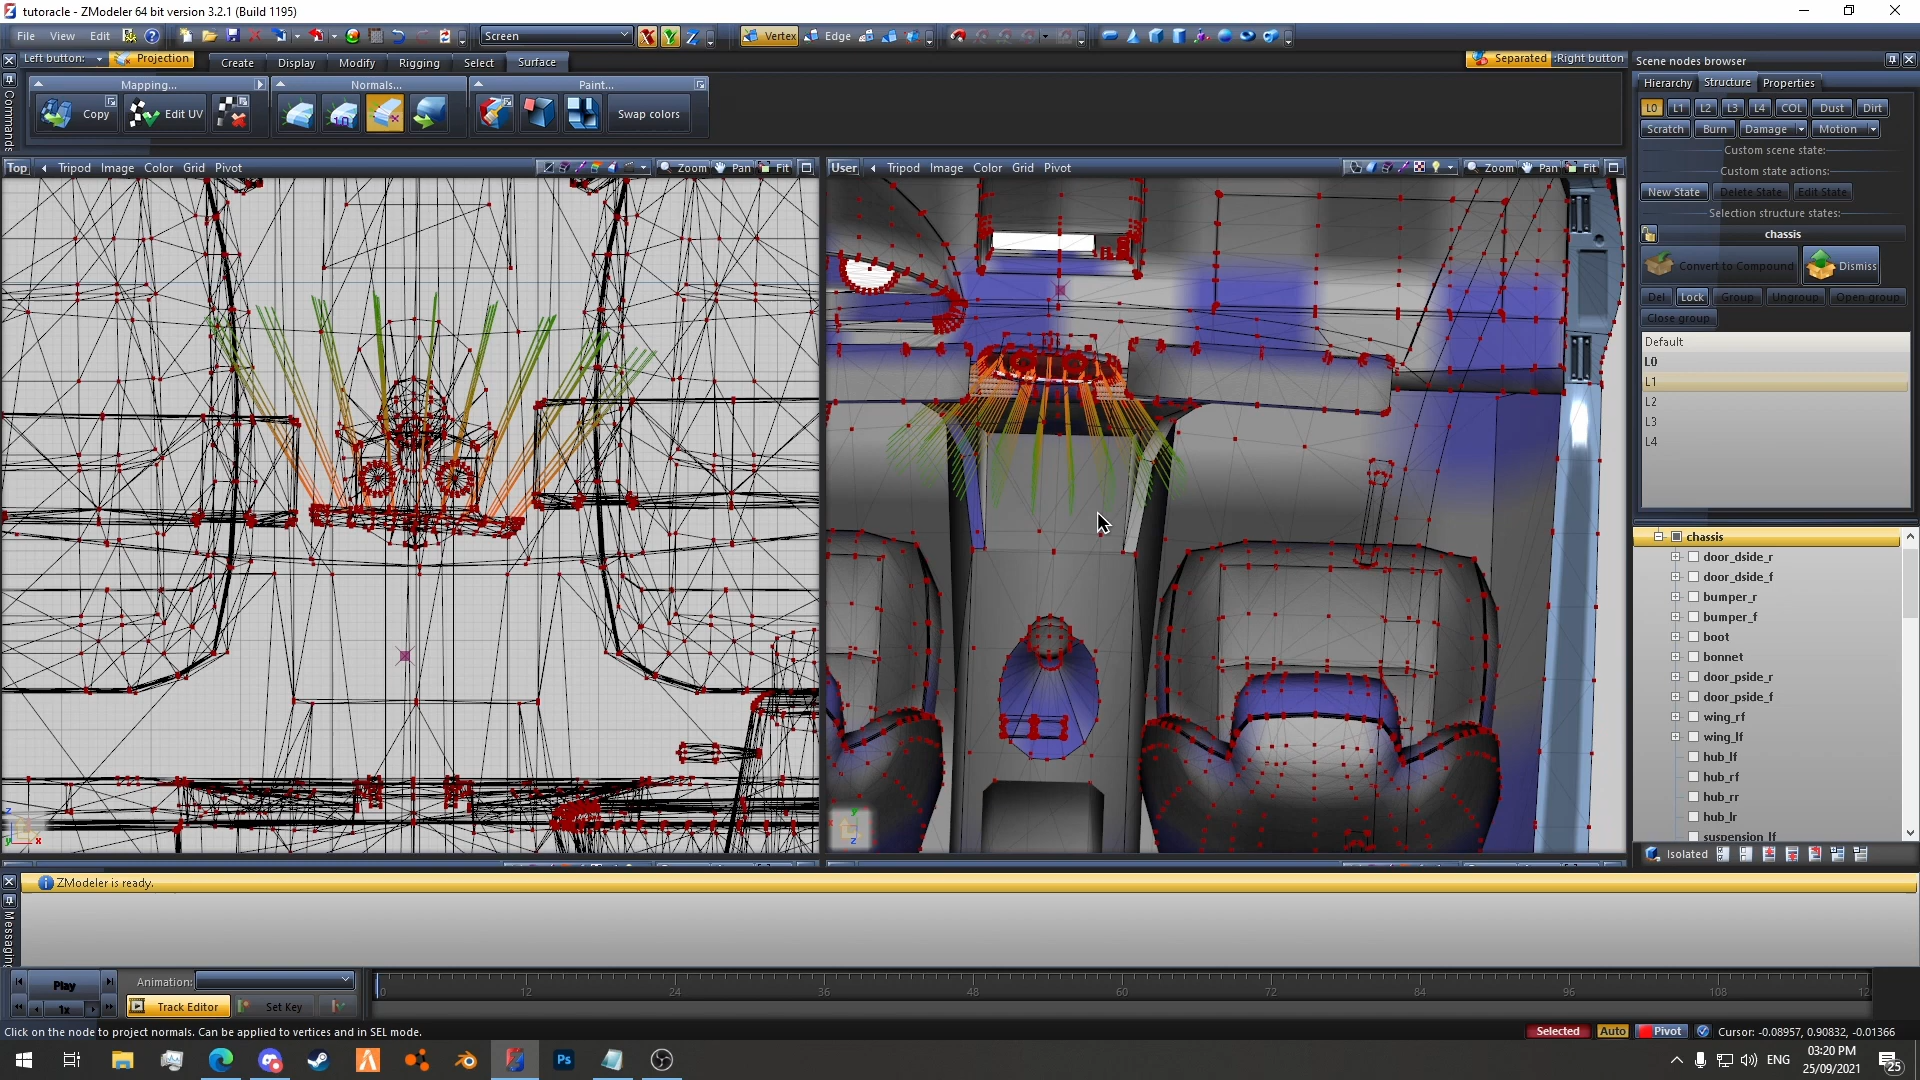 tutoracle - ZModeler 64 bit version 3.2.1 (Build 1195)
File View Edit Screen X Y Z Vertex Edge
Left button: Projection Create Display Modify Rigging Select Surface Separated :Right button
Mapping... Normals... Paint...
Copy Edit UV Swap colors
Commands
Top Tripod Image Color Grid Pivot Zoom Pan Fit
User Tripod Image Color Grid Pivot Zoom Pan Fit
Scene nodes browser
Hierarchy Structure Properties
L0 L1 L2 L3 L4 COL Dust Dirt
Scratch Burn Damage Motion
Custom scene state:
Custom state actions:
New State Delete State Edit State
Selection structure states:
chassis
Convert to Compound Dismiss
Del Lock Group Ungroup Open group
Close group
Default
L0
L1
L2
L3
L4
chassis
door_dside_r
door_dside_f
bumper_r
bumper_f
boot
bonnet
door_pside_r
door_pside_f
wing_rf
wing_lf
hub_lf
hub_rf
hub_rr
hub_lr
suspension_lf
Isolated
ZModeler is ready.
Messaging
Play Animation:
1x Track Editor Set Key
0 12 24 36 48 60 72 84 96 108 12
Click on the node to project normals. Can be applied to vertices and in SEL mode.
Selected Auto Pivot Cursor: -0.08957, 0.90832, -0.01366
Ps
ENG
03:20 PM
25/09/2021
25